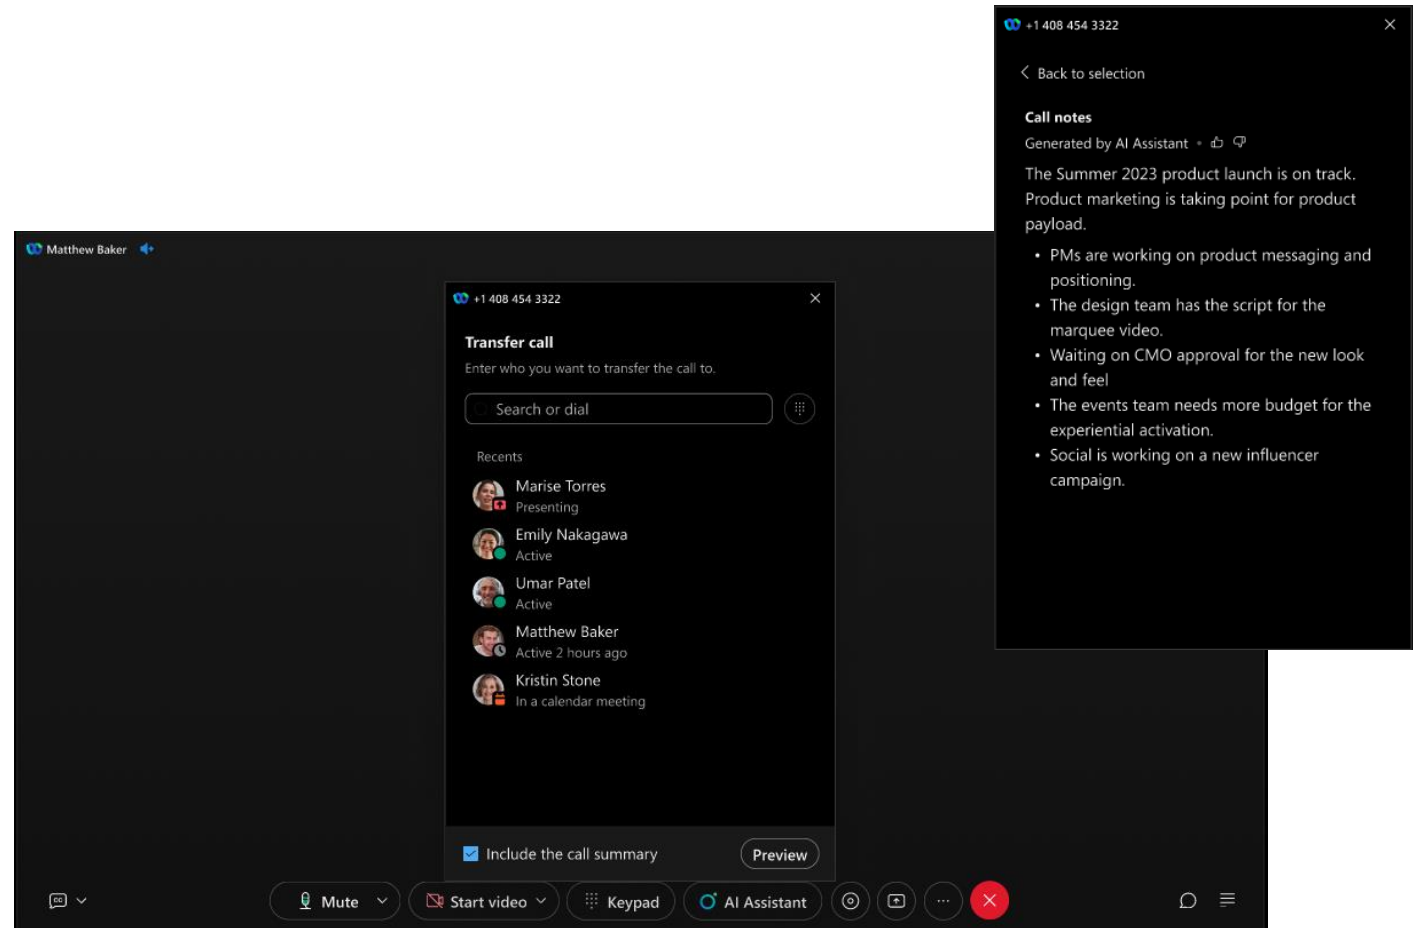 +1 408 454 3322
Back to selection
Call notes
Generated by AI Assistant •
The Summer 2023 product launch is on track.
Product marketing is taking point for product
payload.
• PMs are working on product messaging and
positioning.
• The design team has the script for the
marquee video.
• Waiting on CMO approval for the new look
and feel
• The events team needs more budget for the
experiential activation.
• Social is working on a new influencer
campaign.
Matthew Baker
+1 408 454 3322
Transfer call
Enter who you want to transfer the call to.
Search or dial
Recents
Marise Torres
Presenting
Emily Nakagawa
Active
Umar Patel
Active
Matthew Baker
Active 2 hours ago
Kristin Stone
In a calendar meeting
Include the call summary
Preview
CC
Mute
Start video
Keypad
AI Assistant